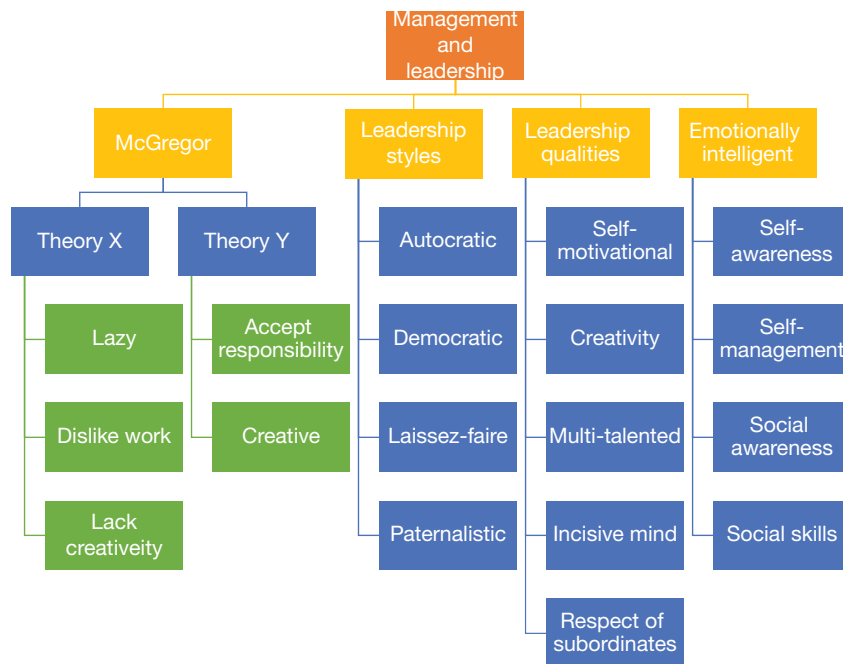 Management
and
leadership
McGregor
Leadership
styles
Leadership
qualities
Emotionally
intelligent
Theory X
Theory Y
Autocratic
Self-
motivational
Self-
awareness
Lazy
Accept
responsibility
Democratic
Creativity
Self-
management
Dislike work
Creative
Laissez-faire
Multi-talented
Social
awareness
Lack
creativeity
Paternalistic
Incisive mind
Social skills
Respect of
subordinates